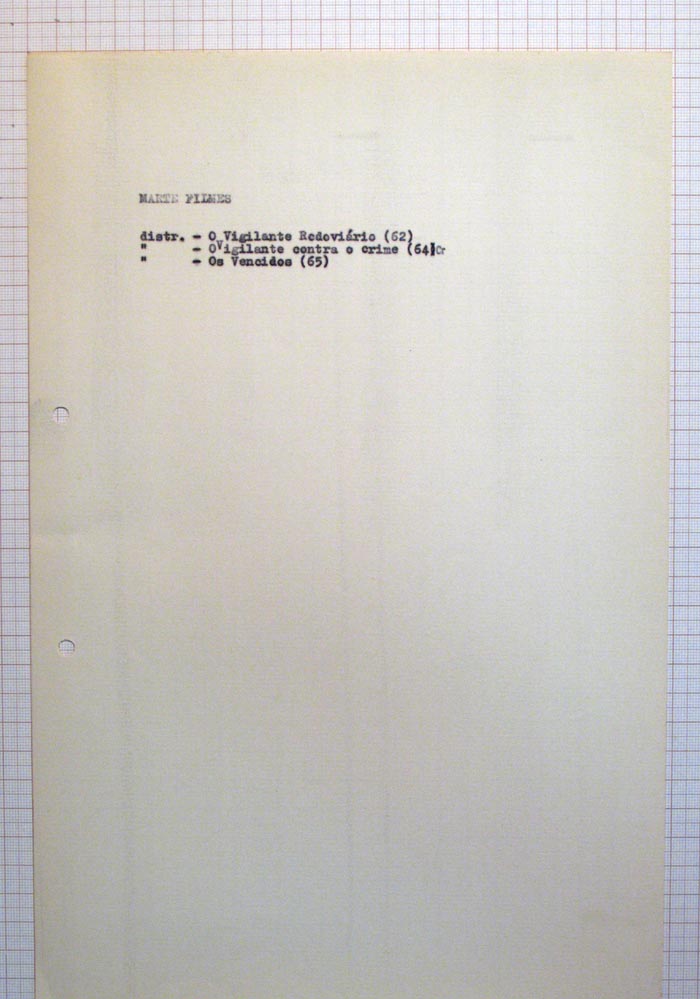 MARTE FILMES
distr. - O Vigilante Rodoviário (62)
" - O Vigilante contra o crime (64)Cr
" - Os Vencidos (65)